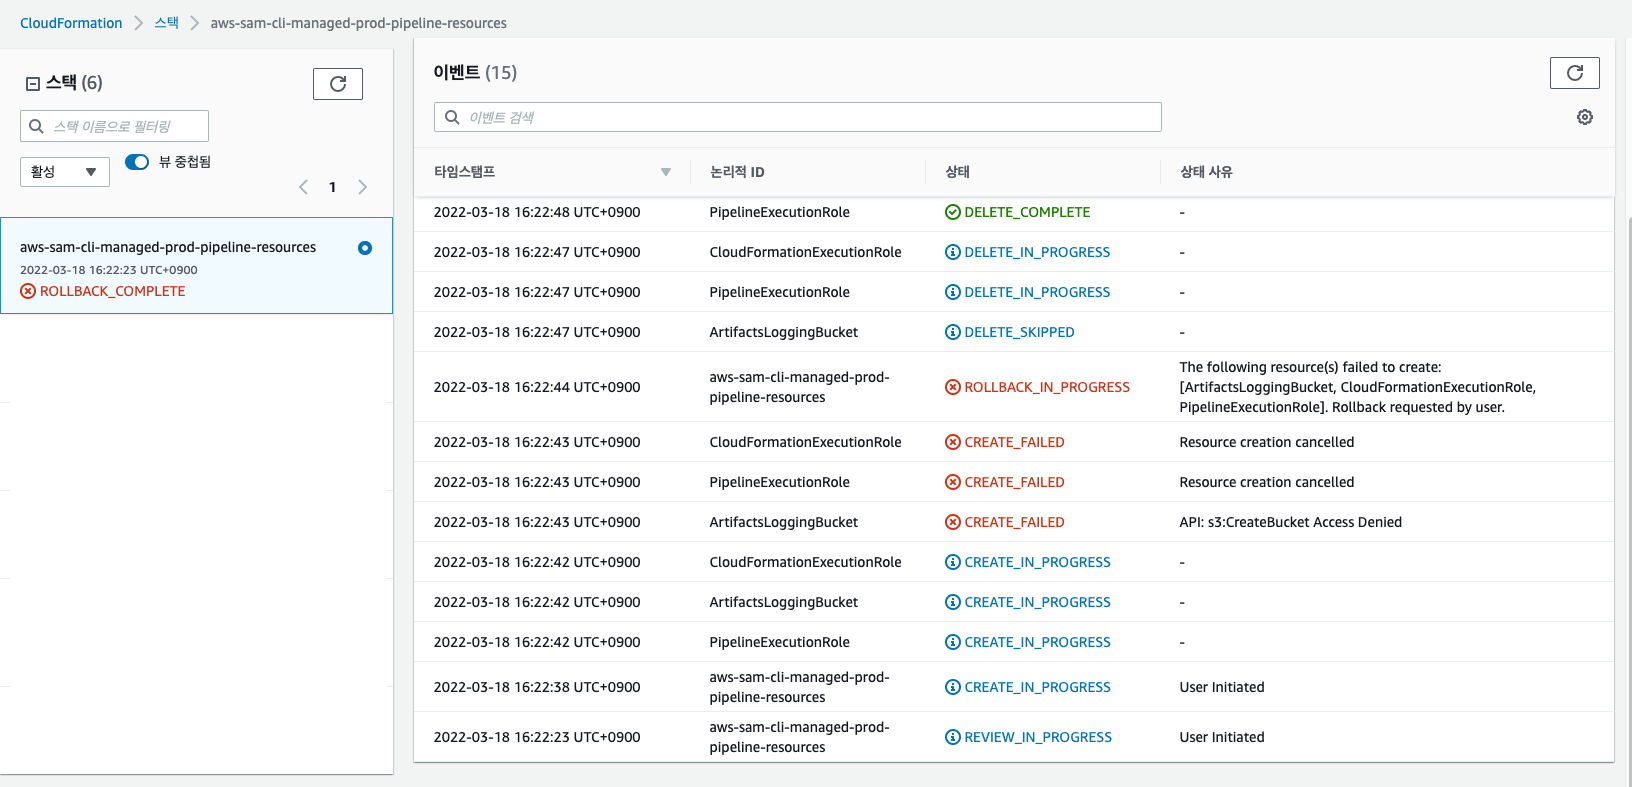 CloudFormation > 스택 > aws-sam-cli-managed-prod-pipeline-resources
스택 (6)
스택 이름으로 필터링
활성
뷰 중첩됨
1
aws-sam-cli-managed-prod-pipeline-resources
2022-03-18 16:22:23 UTC+0900
ROLLBACK_COMPLETE
이벤트 (15)
이벤트 검색
타임스탬프 논리적 ID 상태 상태 사유
2022-03-18 16:22:48 UTC+0900 PipelineExecutionRole DELETE_COMPLETE -
2022-03-18 16:22:47 UTC+0900 CloudFormationExecutionRole DELETE_IN_PROGRESS -
2022-03-18 16:22:47 UTC+0900 PipelineExecutionRole DELETE_IN_PROGRESS -
2022-03-18 16:22:47 UTC+0900 ArtifactsLoggingBucket DELETE_SKIPPED -
2022-03-18 16:22:44 UTC+0900 aws-sam-cli-managed-prod-
pipeline-resources ROLLBACK_IN_PROGRESS The following resource(s) failed to create:
[ArtifactsLoggingBucket, CloudFormationExecutionRole,
PipelineExecutionRole]. Rollback requested by user.
2022-03-18 16:22:43 UTC+0900 CloudFormationExecutionRole CREATE_FAILED Resource creation cancelled
2022-03-18 16:22:43 UTC+0900 PipelineExecutionRole CREATE_FAILED Resource creation cancelled
2022-03-18 16:22:43 UTC+0900 ArtifactsLoggingBucket CREATE_FAILED API: s3:CreateBucket Access Denied
2022-03-18 16:22:42 UTC+0900 CloudFormationExecutionRole CREATE_IN_PROGRESS -
2022-03-18 16:22:42 UTC+0900 ArtifactsLoggingBucket CREATE_IN_PROGRESS -
2022-03-18 16:22:42 UTC+0900 PipelineExecutionRole CREATE_IN_PROGRESS -
2022-03-18 16:22:38 UTC+0900 aws-sam-cli-managed-prod-
pipeline-resources CREATE_IN_PROGRESS User Initiated
2022-03-18 16:22:23 UTC+0900 aws-sam-cli-managed-prod-
pipeline-resources REVIEW_IN_PROGRESS User Initiated